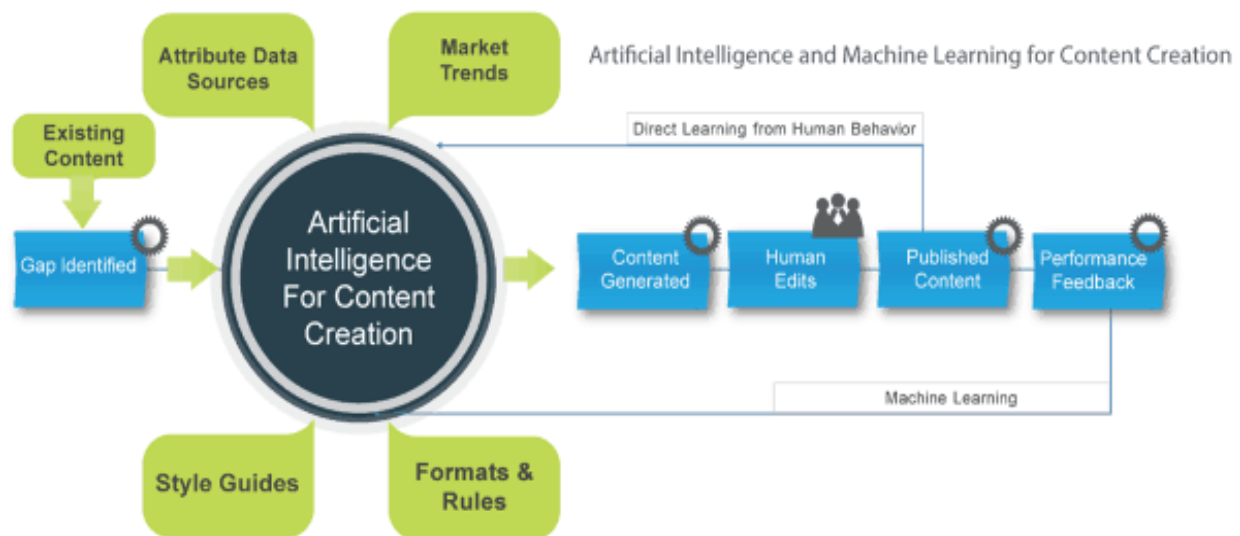 Attribute Data
Sources
Market
Trends
Artificial Intelligence and Machine Learning for Content Creation
Existing
Content
Direct Learning from Human Behavior
Gap Identified
Artificial
Intelligence
For Content
Creation
Content
Generated
Human
Edits
Published
Content
Performance
Feedback
Machine Learning
Style Guides
Formats &
Rules